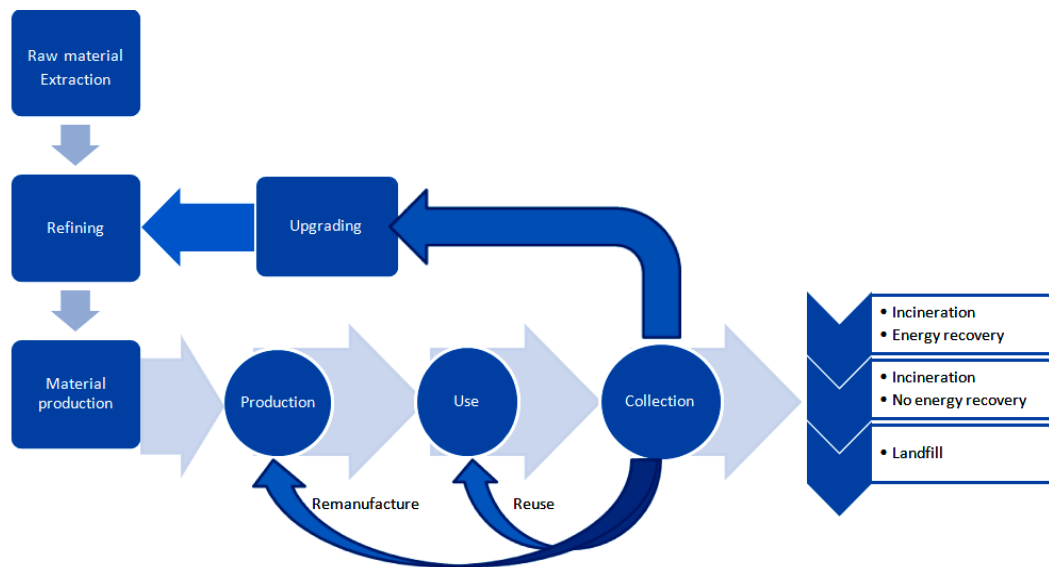 Raw material
Extraction
Refining
Upgrading
Material
production
Production
Use
Collection
• Incineration
• Energy recovery
• Incineration
• No energy recovery
• Landfill
Remanufacture
Reuse